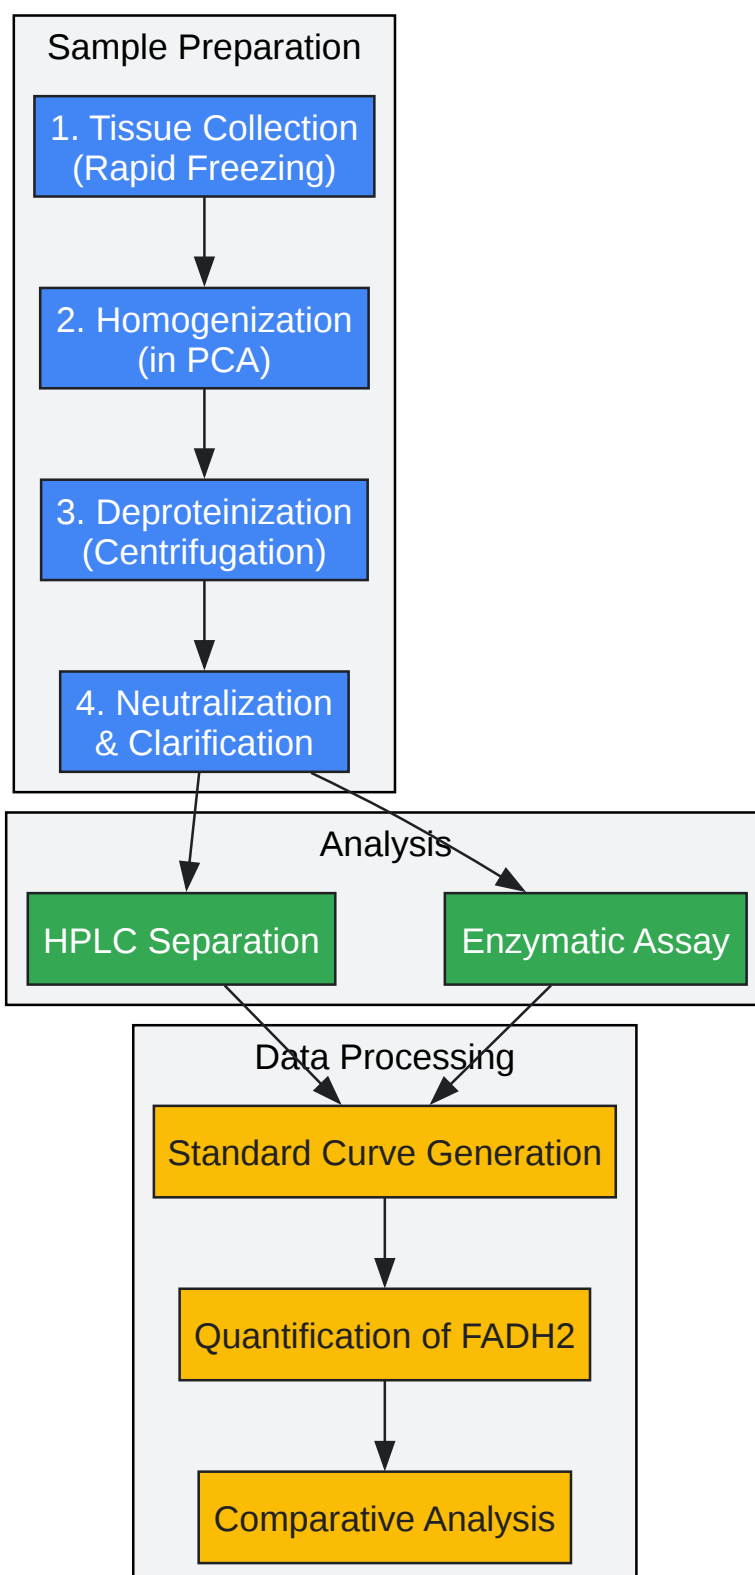 Sample Preparation
1. Tissue Collection
(Rapid Freezing)
2. Homogenization
(in PCA)
3. Deproteinization
(Centrifugation)
4. Neutralization
& Clarification
Analysis
HPLC Separation
Enzymatic Assay
Data Processing
Standard Curve Generation
Quantification of FADH2
Comparative Analysis